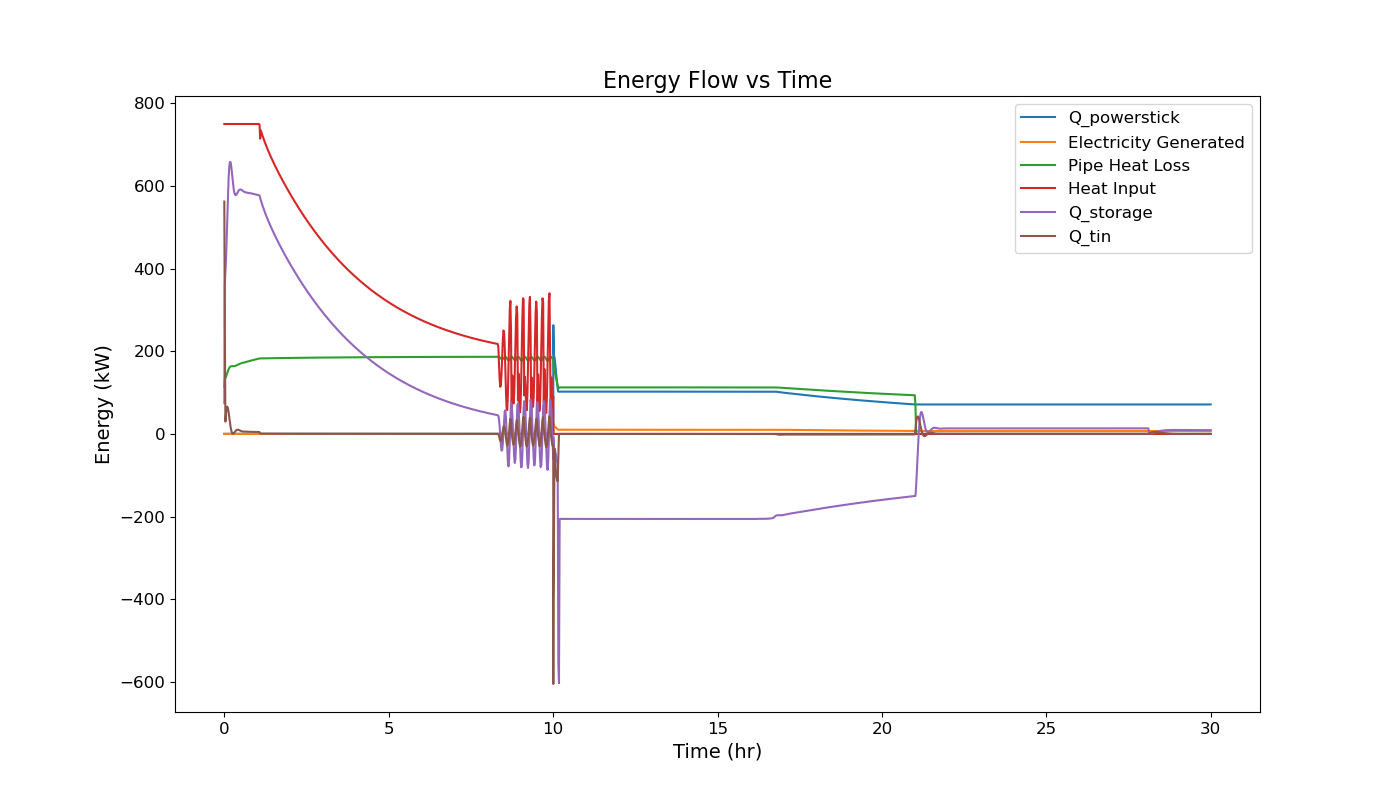 Energy Flow vs Time
800
600
400
200
0
−200
−400
−600
Energy (kW)
0
5
10
15
20
25
30
Time (hr)
Q_powerstick
Electricity Generated
Pipe Heat Loss
Heat Input
Q_storage
Q_tin